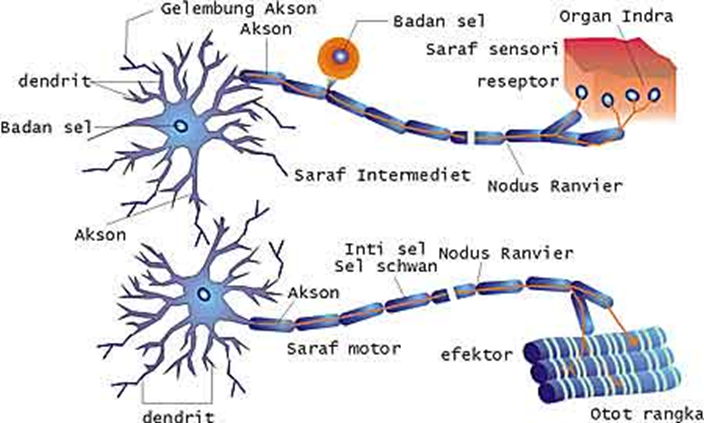 Gelembung Akson
Akson
Badan sel
Organ Indra
Saraf sensori
reseptor
dendrit
Badan sel
Saraf Intermediet
Nodus Ranvier
Akson
Inti sel
Sel schwan
Nodus Ranvier
Akson
Saraf motor
efektor
Otot rangka
dendrit